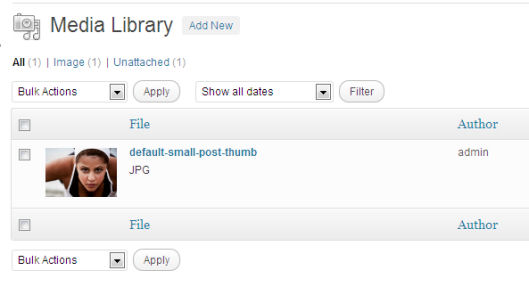 Media Library Add New
All (1) | Image (1) | Unattached (1)
Bulk Actions Apply Show all dates Filter
File Author
default-small-post-thumb admin
JPG
File Author
Bulk Actions Apply